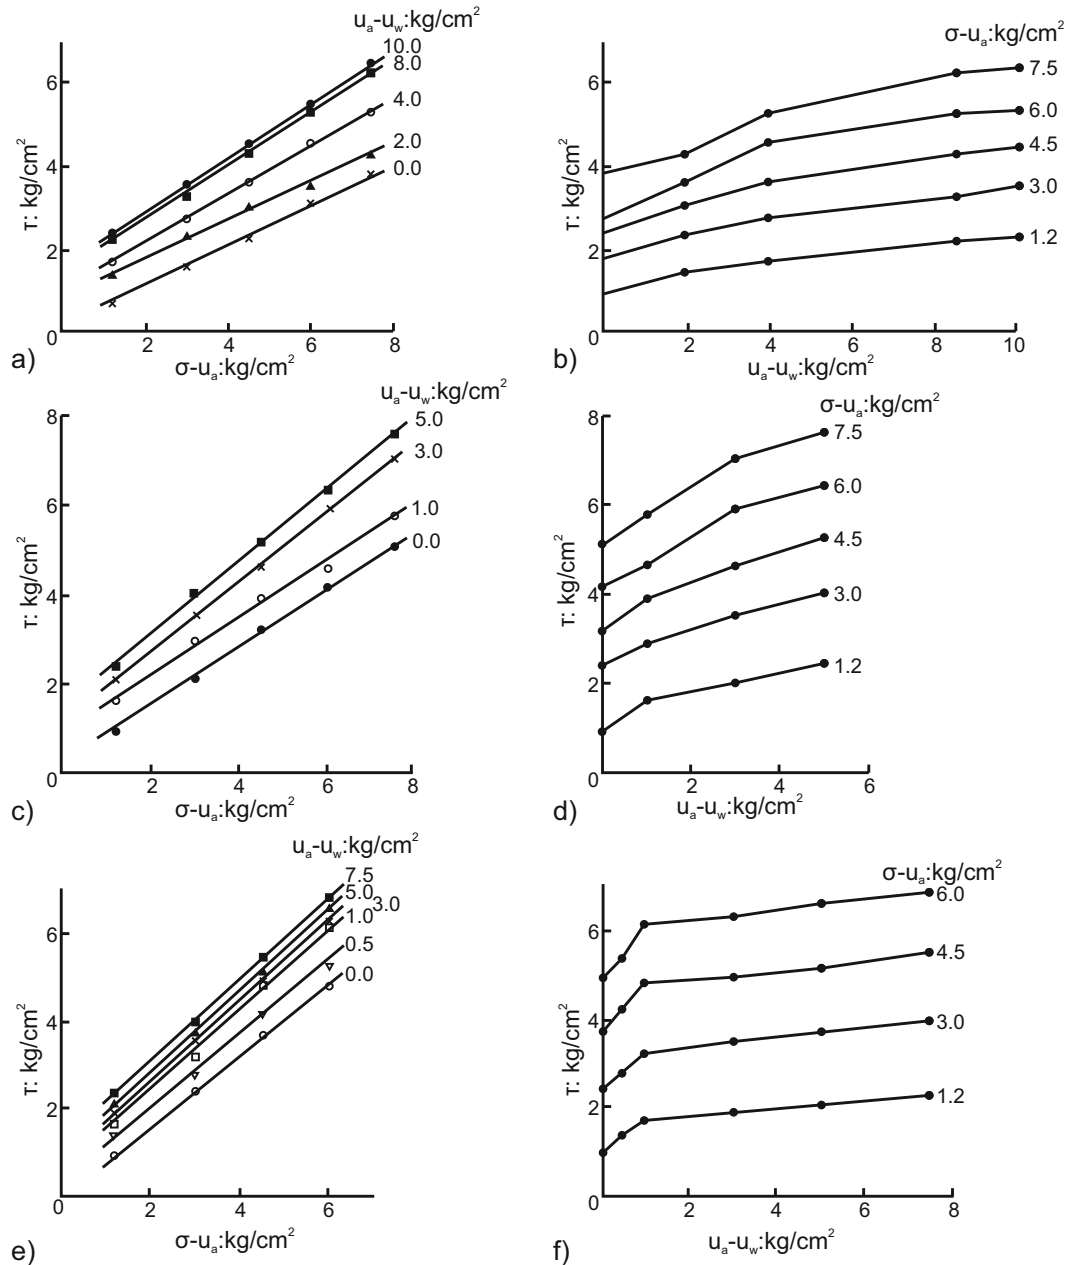 u_a-u_w:kg/cm²
10.0
8.0
4.0
2.0
0.0
6
4
2
0
τ: kg/cm²
2 4 6 8
σ-u_a:kg/cm²
a)
σ-u_a:kg/cm²
7.5
6.0
4.5
3.0
1.2
6
4
2
0
τ: kg/cm²
2 4 6 8 10
u_a-u_w:kg/cm²
b)
u_a-u_w:kg/cm²
5.0
3.0
1.0
0.0
8
6
4
2
0
τ: kg/cm²
2 4 6 8
σ-u_a:kg/cm²
c)
σ-u_a:kg/cm²
7.5
6.0
4.5
3.0
1.2
8
6
4
2
0
τ: kg/cm²
2 4 6
u_a-u_w:kg/cm²
d)
u_a-u_w:kg/cm²
7.5
5.0
3.0
1.0
0.5
0.0
6
4
2
0
τ: kg/cm²
2 4 6
σ-u_a:kg/cm²
e)
σ-u_a:kg/cm²
6.0
4.5
3.0
1.2
6
4
2
0
τ: kg/cm²
2 4 6 8
u_a-u_w:kg/cm²
f)